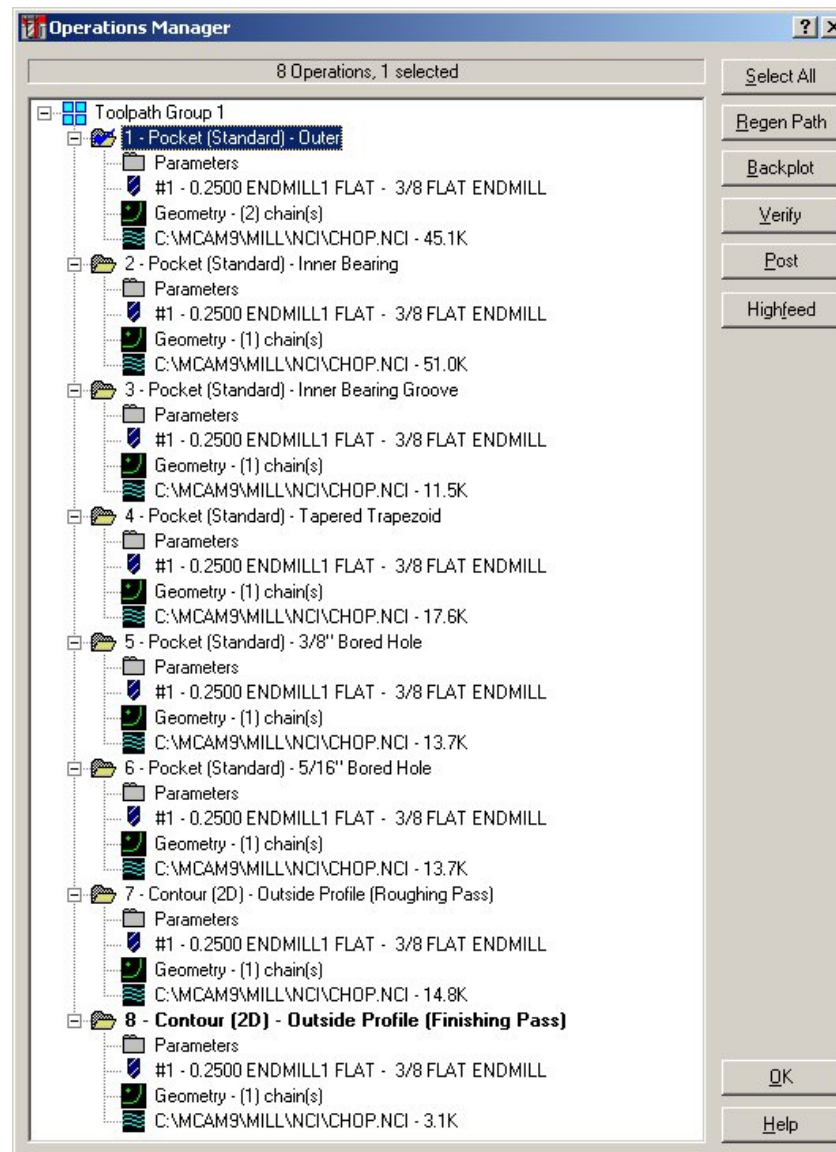 Operations Manager
8 Operations, 1 selected
Toolpath Group 1
1 - Pocket (Standard) - Outer
Parameters
#1 - 0.2500 ENDMILL1 FLAT - 3/8 FLAT ENDMILL
Geometry - (2) chain(s)
C:\MCAM9\MILL\NCI\CHOP.NCI - 45.1K
2 - Pocket (Standard) - Inner Bearing
Parameters
#1 - 0.2500 ENDMILL1 FLAT - 3/8 FLAT ENDMILL
Geometry - (1) chain(s)
C:\MCAM9\MILL\NCI\CHOP.NCI - 51.0K
3 - Pocket (Standard) - Inner Bearing Groove
Parameters
#1 - 0.2500 ENDMILL1 FLAT - 3/8 FLAT ENDMILL
Geometry - (1) chain(s)
C:\MCAM9\MILL\NCI\CHOP.NCI - 11.5K
4 - Pocket (Standard) - Tapered Trapezoid
Parameters
#1 - 0.2500 ENDMILL1 FLAT - 3/8 FLAT ENDMILL
Geometry - (1) chain(s)
C:\MCAM9\MILL\NCI\CHOP.NCI - 17.6K
5 - Pocket (Standard) - 3/8" Bored Hole
Parameters
#1 - 0.2500 ENDMILL1 FLAT - 3/8 FLAT ENDMILL
Geometry - (1) chain(s)
C:\MCAM9\MILL\NCI\CHOP.NCI - 13.7K
6 - Pocket (Standard) - 5/16" Bored Hole
Parameters
#1 - 0.2500 ENDMILL1 FLAT - 3/8 FLAT ENDMILL
Geometry - (1) chain(s)
C:\MCAM9\MILL\NCI\CHOP.NCI - 13.7K
7 - Contour (2D) - Outside Profile (Roughing Pass)
Parameters
#1 - 0.2500 ENDMILL1 FLAT - 3/8 FLAT ENDMILL
Geometry - (1) chain(s)
C:\MCAM9\MILL\NCI\CHOP.NCI - 14.8K
8 - Contour (2D) - Outside Profile (Finishing Pass)
Parameters
#1 - 0.2500 ENDMILL1 FLAT - 3/8 FLAT ENDMILL
Geometry - (1) chain(s)
C:\MCAM9\MILL\NCI\CHOP.NCI - 3.1K
Select All
Regen Path
Backplot
Verify
Post
Highfeed
OK
Help